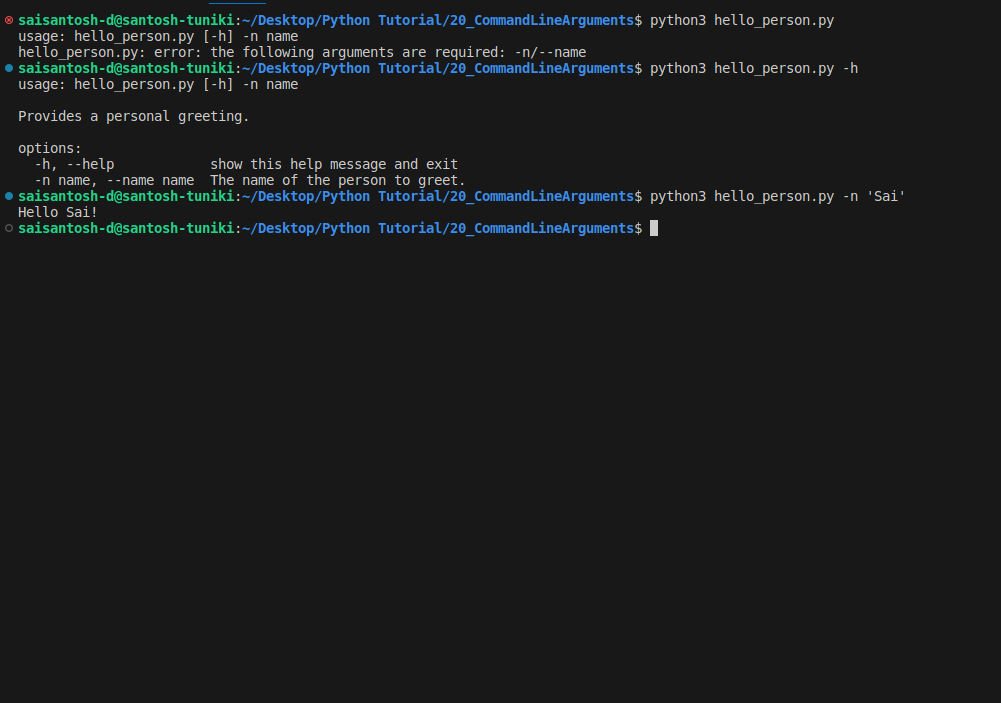 saisantosh-d@santosh-tuniki:~/Desktop/Python Tutorial/20_CommandLineArguments$ python3 hello_person.py
usage: hello_person.py [-h] -n name
hello_person.py: error: the following arguments are required: -n/--name
saisantosh-d@santosh-tuniki:~/Desktop/Python Tutorial/20_CommandLineArguments$ python3 hello_person.py -h
usage: hello_person.py [-h] -n name

Provides a personal greeting.

options:
  -h, --help            show this help message and exit
  -n name, --name name  The name of the person to greet.
saisantosh-d@santosh-tuniki:~/Desktop/Python Tutorial/20_CommandLineArguments$ python3 hello_person.py -n 'Sai'
Hello Sai!
saisantosh-d@santosh-tuniki:~/Desktop/Python Tutorial/20_CommandLineArguments$